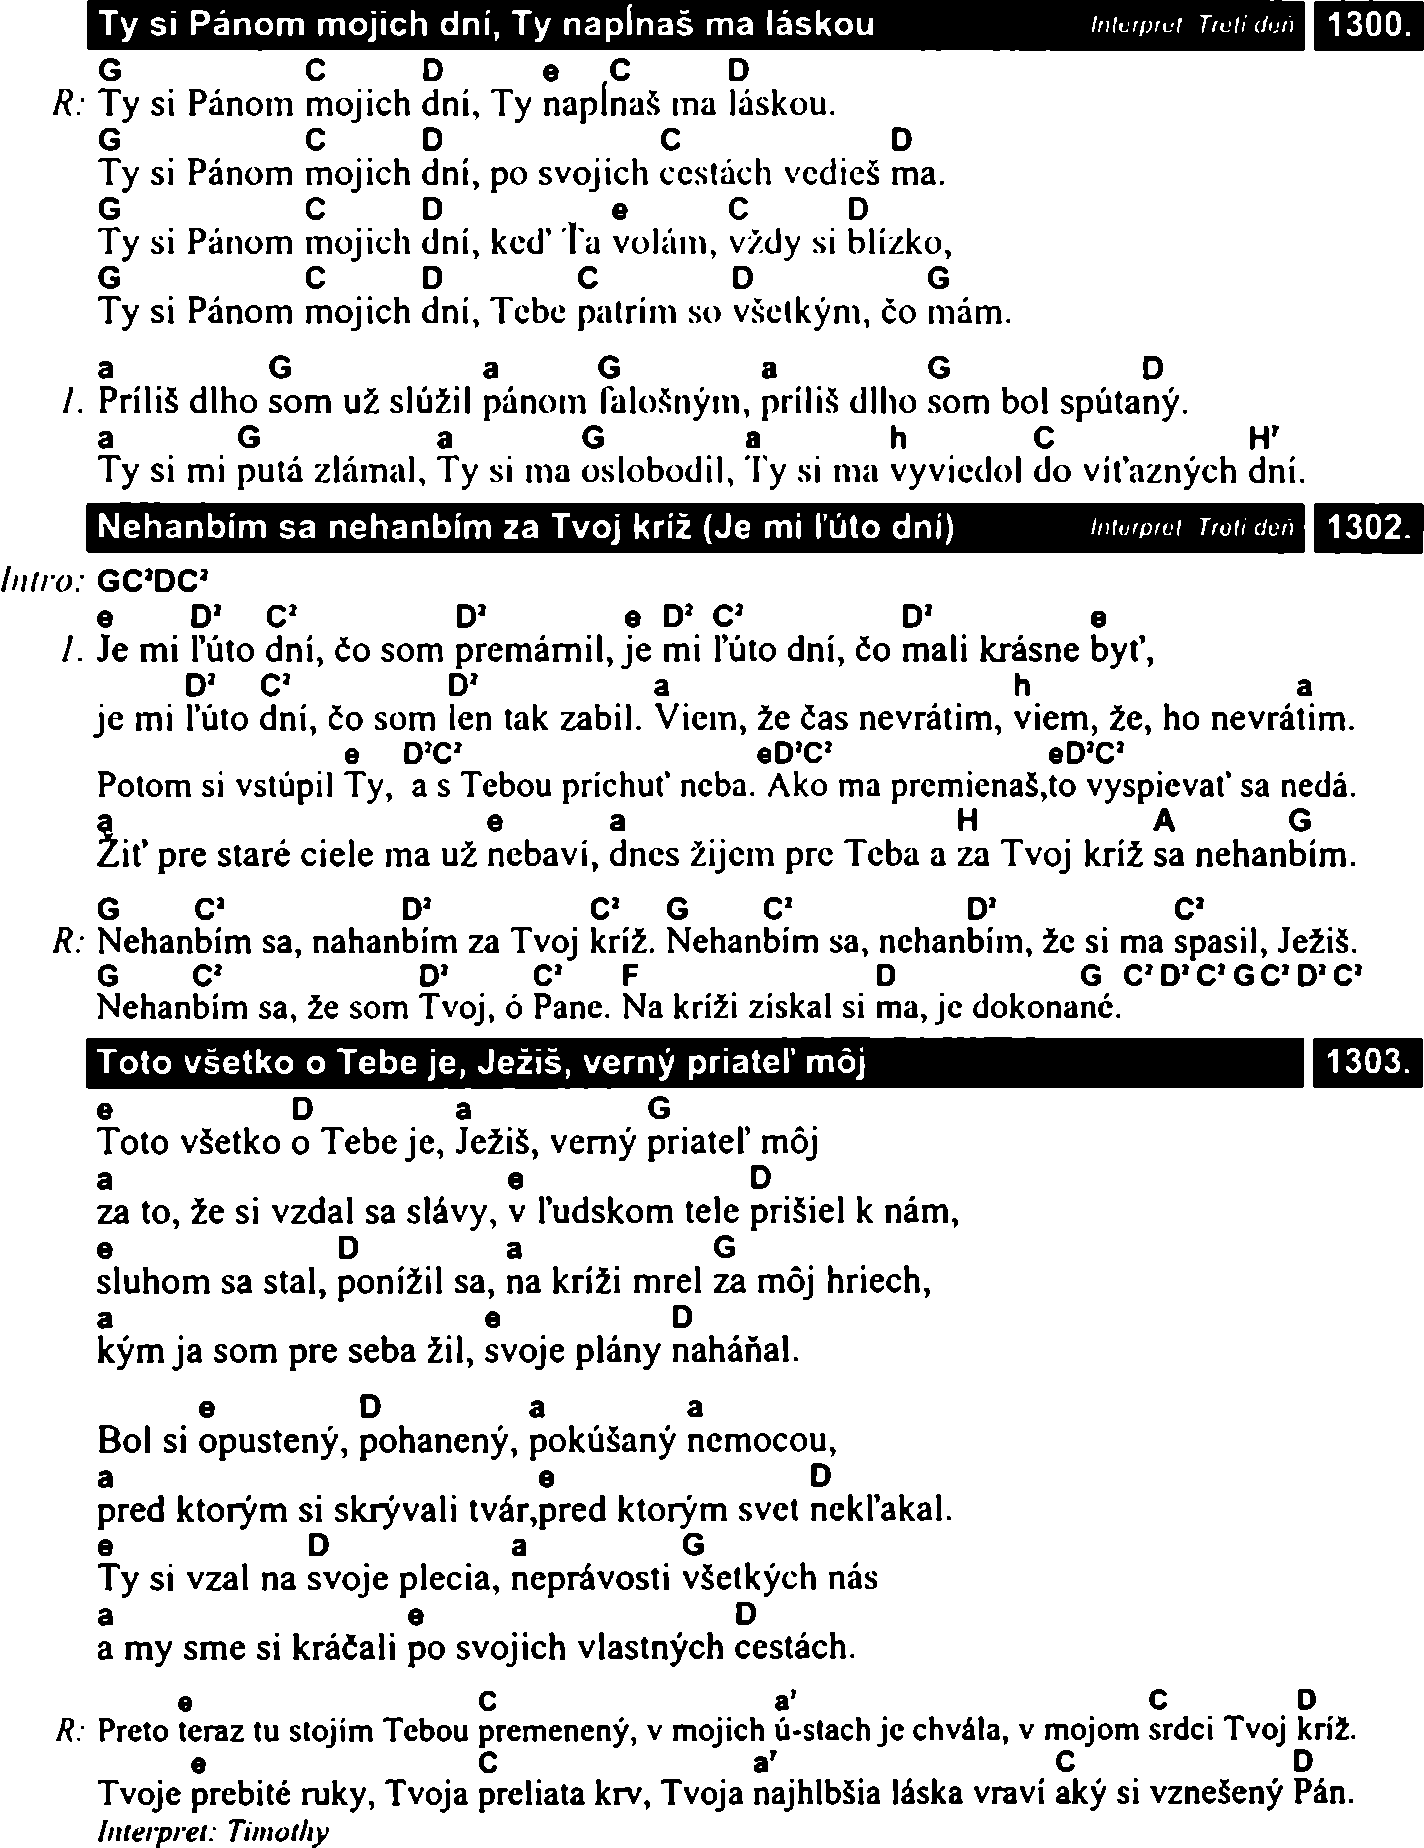 Ty si Pánom mojich dní, Ty napĺnaš ma láskou Interpret Tretí deň 1300.
G C D e C D
R: Ty si Pánom mojich dní, Ty napĺnaš ma láskou.
G C D C D
Ty si Pánom mojich dní, po svojich cestách vedieš ma.
G C D e C D
Ty si Pánom mojich dní, keď Ťa volám, vždy si blízko,
G C D C D G
Ty si Pánom mojich dní, Tebe patrím so všetkým, čo mám.
a G a G a G D
1. Príliš dlho som už slúžil pánom falošným, príliš dlho som bol spútaný.
a G a G a h C H⁷
Ty si mi putá zlámal, Ty si ma oslobodil, Ty si ma vyviedol do víťazných dní.
Nehanbím sa nehanbím za Tvoj kríž (Je mi ľúto dní) Interpret Tretí deň 1302.
Intro: GC²DC²
e D² C² D² e D² C² D² e
1. Je mi ľúto dní, čo som premámil, je mi ľúto dní, čo mali krásne byť,
D² C² D² a h a
je mi ľúto dní, čo som len tak zabil. Viem, že čas nevrátim, viem, že, ho nevrátim.
e D²C² eD²C² eD²C²
Potom si vstúpil Ty, a s Tebou príchuť neba. Ako ma premienaš,to vyspievať sa nedá.
a e a H A G
Žiť pre staré ciele ma už nebaví, dnes žijem pre Teba a za Tvoj kríž sa nehanbím.
G C² D² C² G C² D² C²
R: Nehanbím sa, nahanbím za Tvoj kríž. Nehanbím sa, nehanbím, že si ma spasil, Ježiš.
G C² D² C² F D G C² D² C² G C² D² C²
Nehanbím sa, že som Tvoj, ó Pane. Na kríži získal si ma, je dokonané.
Toto všetko o Tebe je, Ježiš, verný priateľ môj 1303.
e D a G
Toto všetko o Tebe je, Ježiš, verný priateľ môj
a e D
za to, že si vzdal sa slávy, v ľudskom tele prišiel k nám,
e D a G
sluhom sa stal, ponížil sa, na kríži mrel za môj hriech,
a e D
kým ja som pre seba žil, svoje plány naháňal.
e D a a
Bol si opustený, pohanený, pokúšaný nemocou,
a e D
pred ktorým si skrývali tvár,pred ktorým svet nekľakal.
e D a G
Ty si vzal na svoje plecia, neprávosti všetkých nás
a e D
a my sme si kráčali po svojich vlastných cestách.
e C a⁷ C D
R: Preto teraz tu stojím Tebou premenený, v mojich ú-stach je chvála, v mojom srdci Tvoj kríž.
e C a⁷ C D
Tvoje prebité ruky, Tvoja preliata krv, Tvoja najhlbšia láska vraví aký si vznešený Pán.
Interpret: Timothy